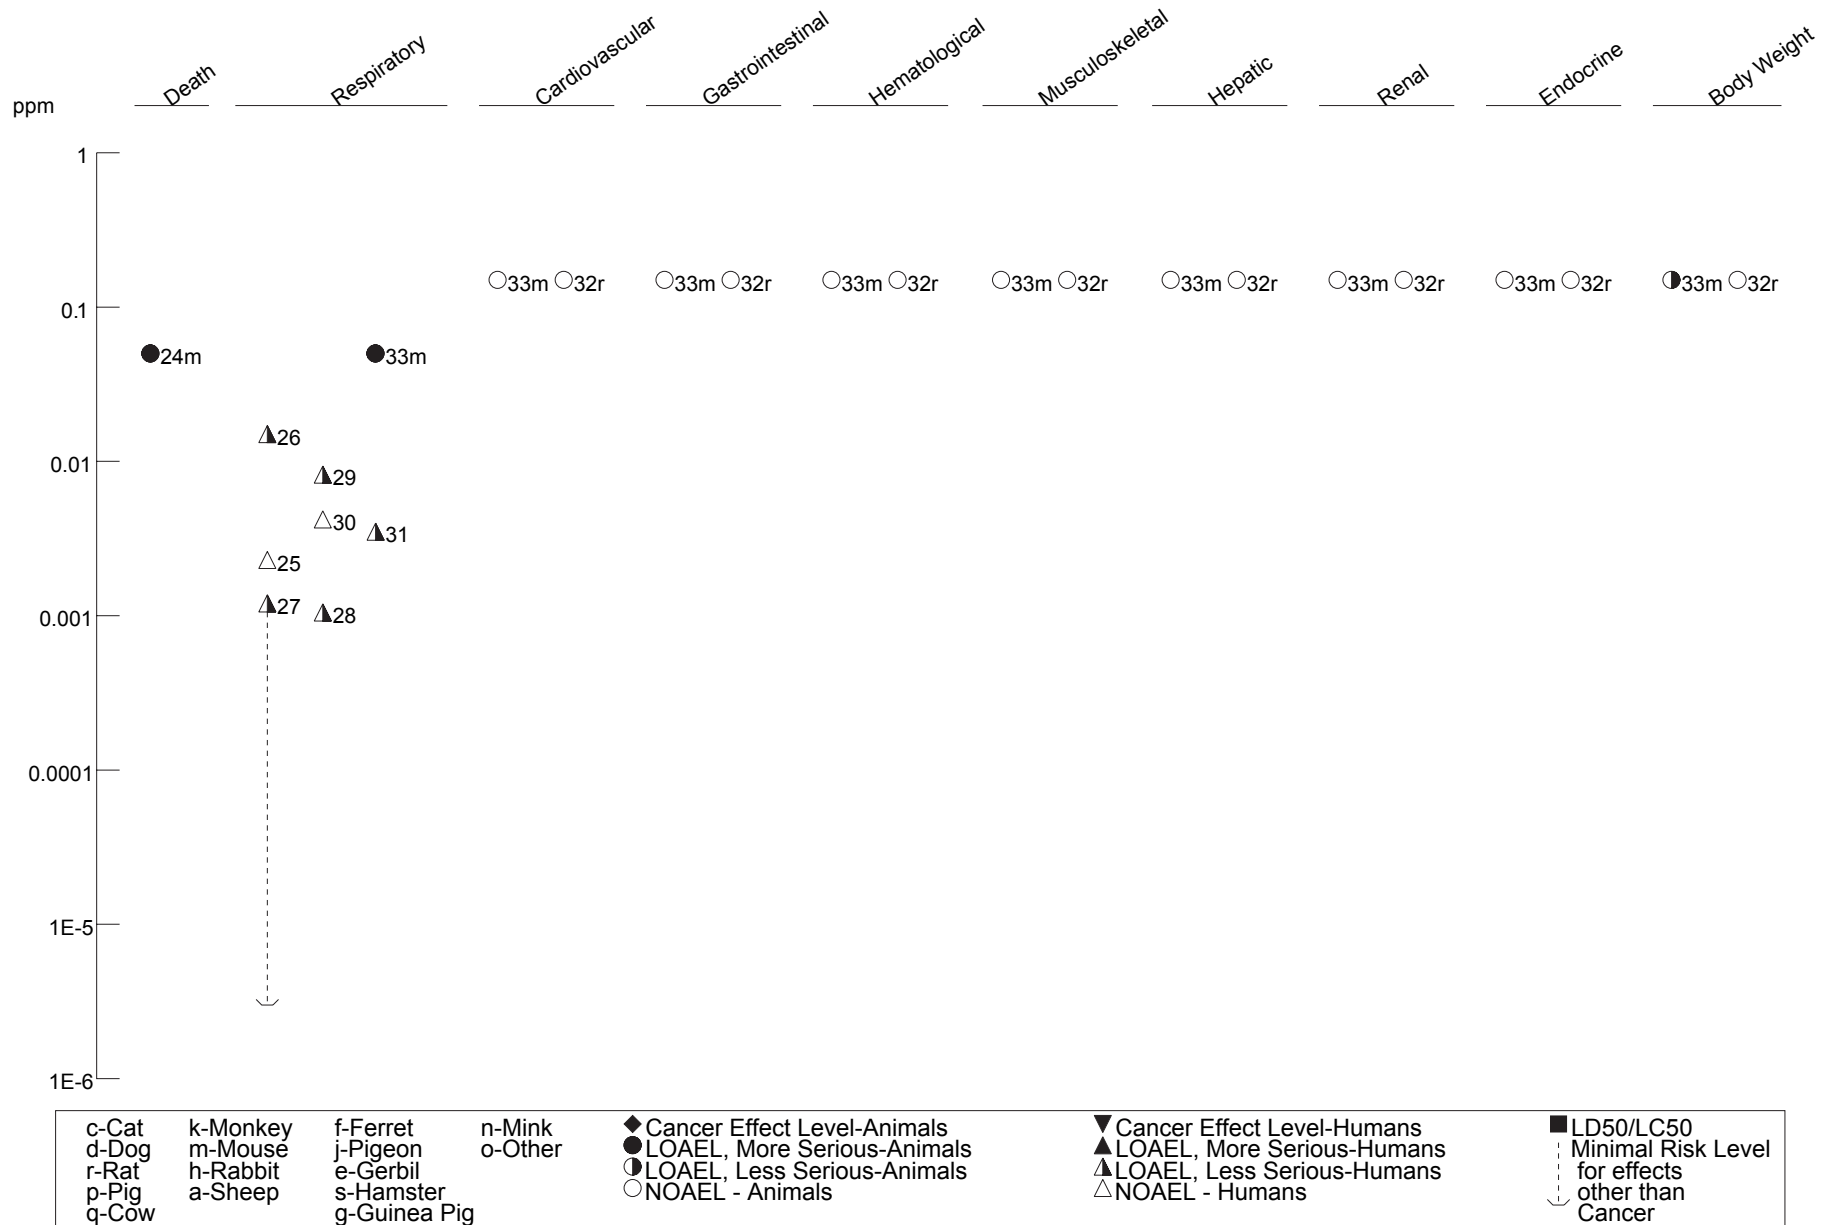 Death Respiratory Cardiovascular Gastrointestinal Hematological Musculoskeletal Hepatic Renal Endocrine Body Weight
ppm
1
33m 32r 33m 32r 33m 32r 33m 32r 33m 32r 33m 32r 33m 32r 33m 32r
0.1
24m 33m
26
0.01
29
30
31
25
27 28
0.001
0.0001
1E-5
1E-6
c-Cat k-Monkey f-Ferret n-Mink Cancer Effect Level-Animals Cancer Effect Level-Humans LD50/LC50
d-Dog m-Mouse j-Pigeon o-Other LOAEL, More Serious-Animals LOAEL, More Serious-Humans Minimal Risk Level
r-Rat h-Rabbit e-Gerbil LOAEL, Less Serious-Animals LOAEL, Less Serious-Humans for effects
p-Pig a-Sheep s-Hamster NOAEL - Animals NOAEL - Humans other than
q-Cow g-Guinea Pig Cancer